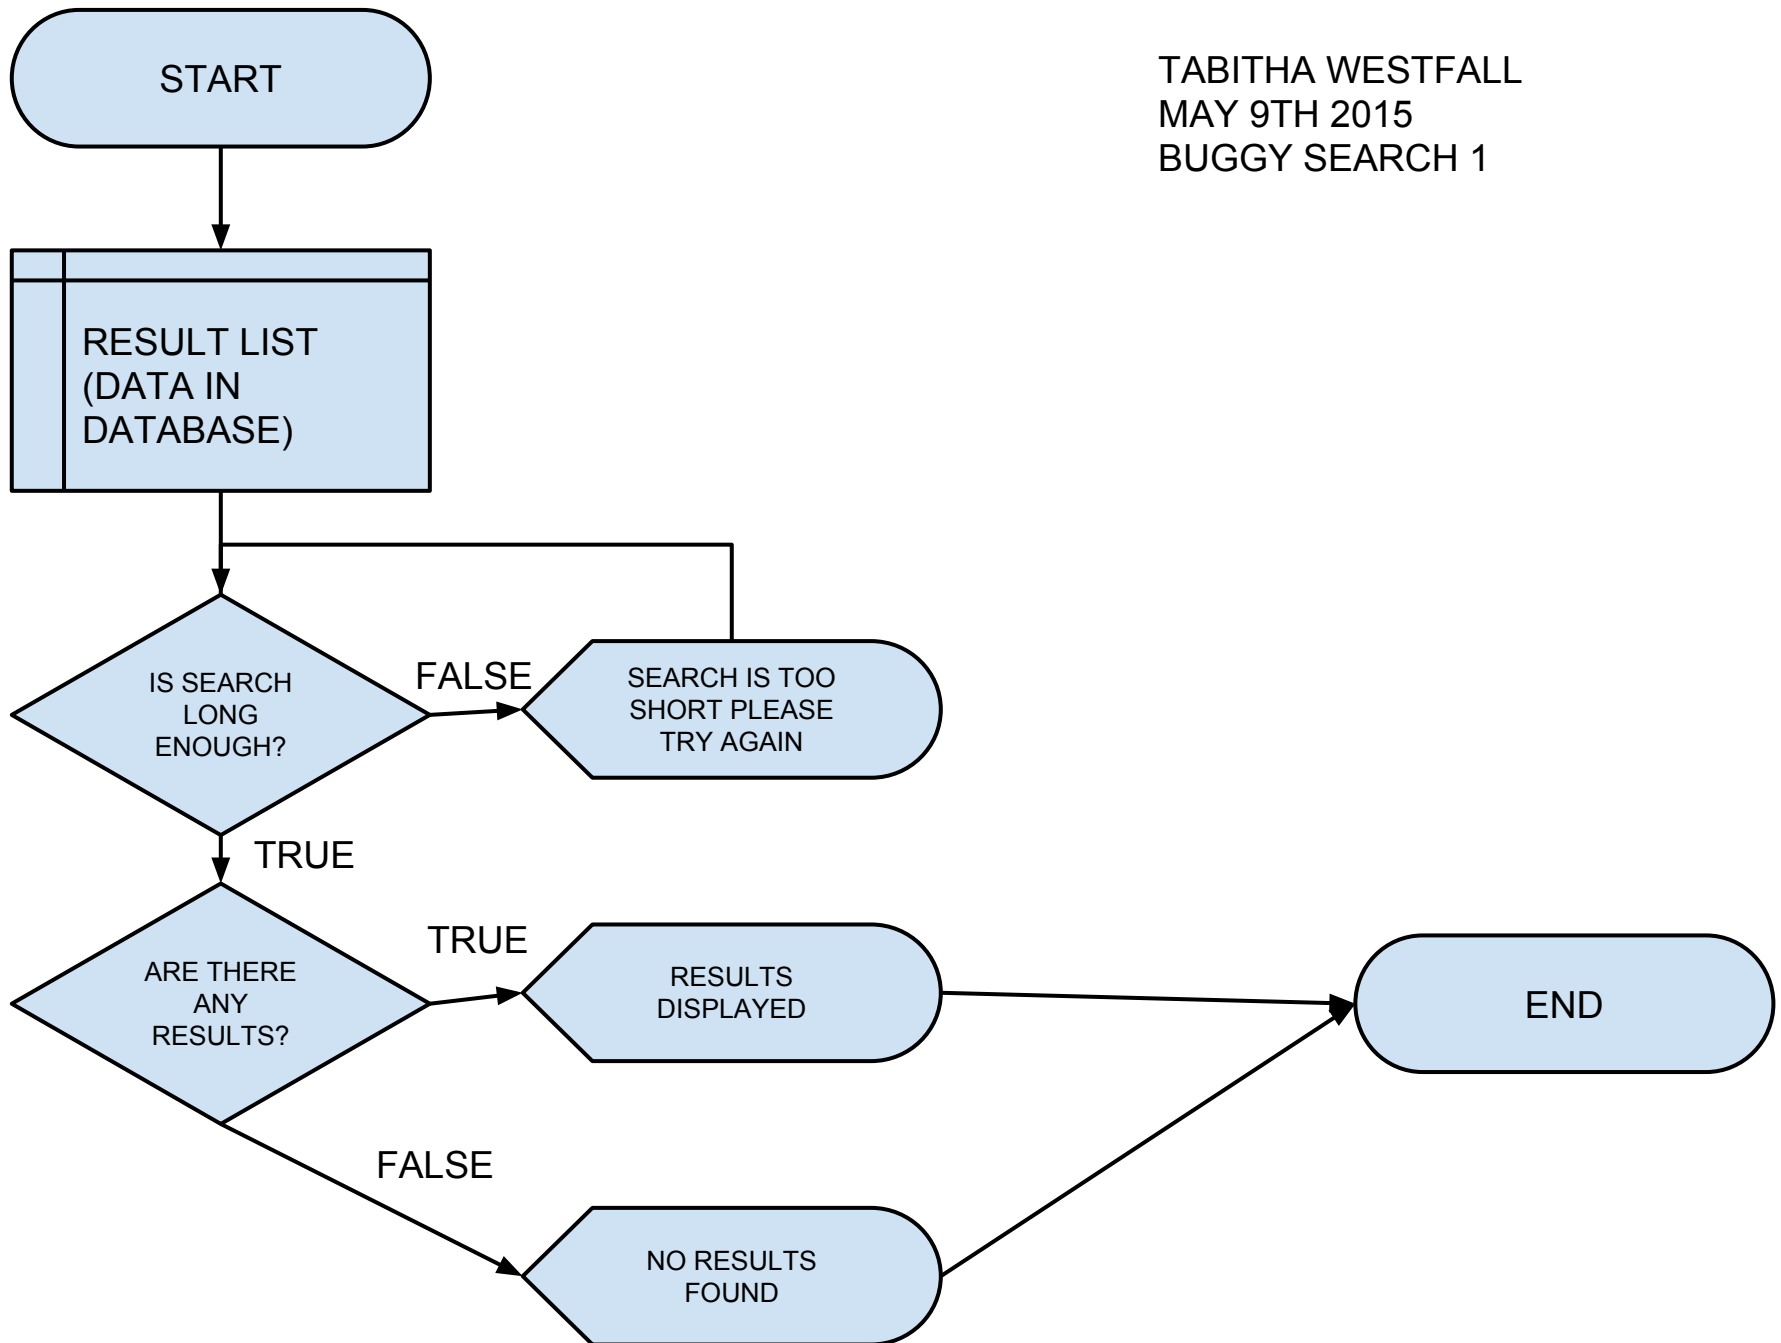 START
TABITHA WESTFALL
MAY 9TH 2015
BUGGY SEARCH 1
RESULT LIST
(DATA IN
DATABASE)
IS SEARCH
LONG
ENOUGH?
FALSE
SEARCH IS TOO
SHORT PLEASE
TRY AGAIN
TRUE
ARE THERE
ANY
RESULTS?
TRUE
RESULTS
DISPLAYED
END
FALSE
NO RESULTS
FOUND